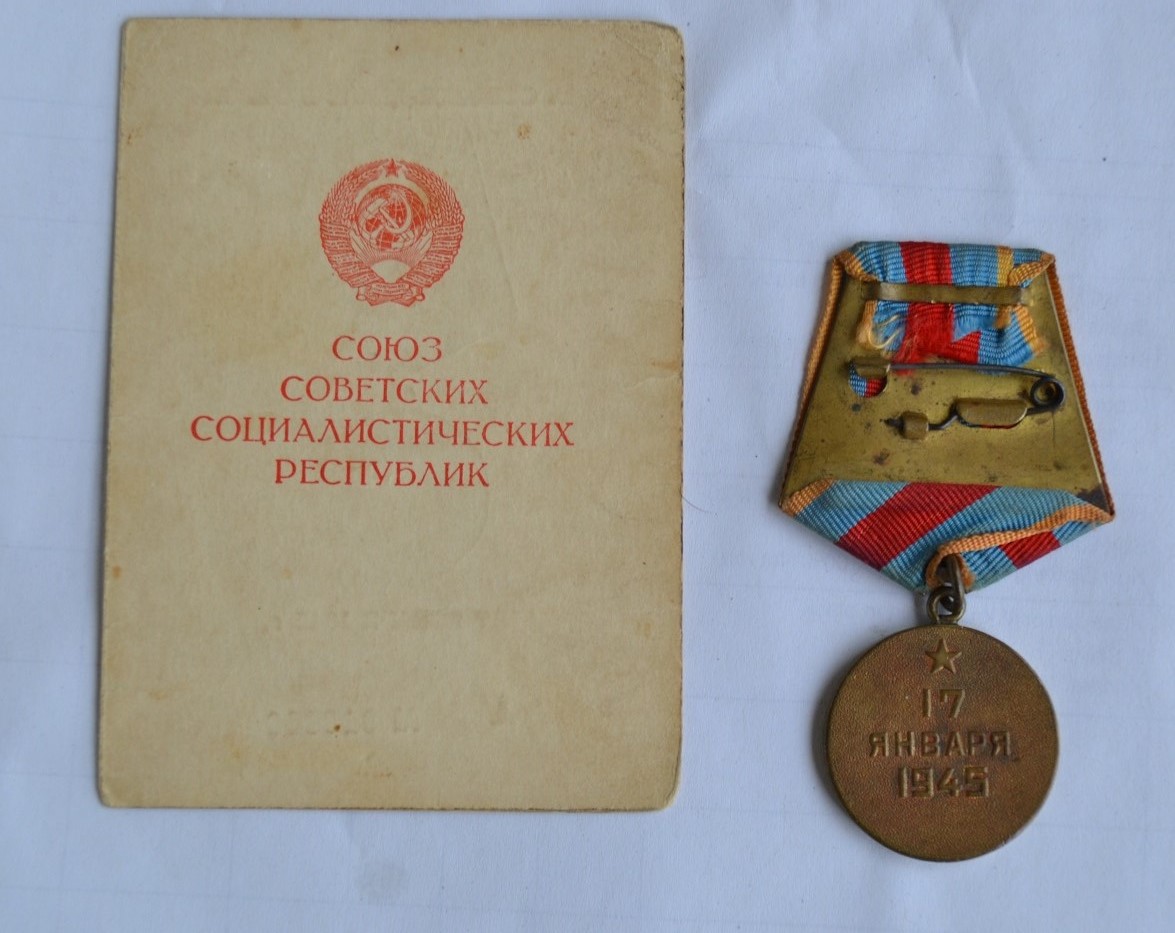 СОЮЗ
СОВЕТСКИХ
СОЦИАЛИСТИЧЕСКИХ
РЕСПУБЛИК
17
ЯНВАРЯ
1945